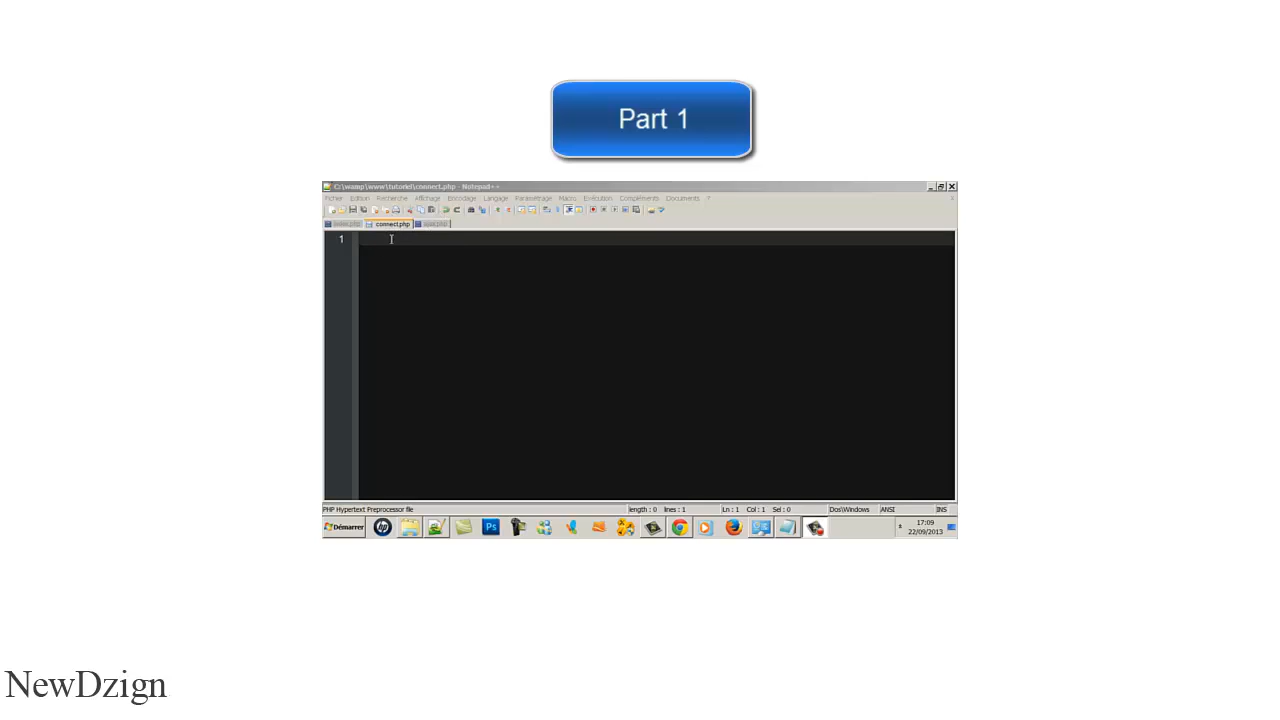 Part 1
C:\wamp\www\tutoriel\connect.php - Notepad++
Fichier Edition Recherche Affichage Encodage Langage Paramétrage Macro Exécution Compléments Documents ?
connect.php
1
PHP Hypertext Preprocessor file length : 0 lines : 1 Ln : 1 Col : 1 Sel : 0 Dos\Windows ANSI INS
Démarrer
hp
Ps
17:09
22/09/2013
NewDzign